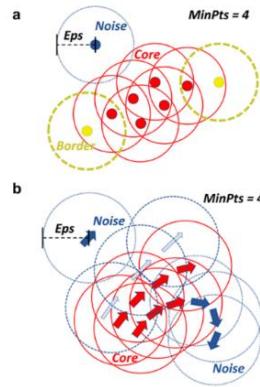 a
MinPts = 4
Noise
Eps
Core
Border
b
MinPts = 4
Noise
Eps
Core
Noise